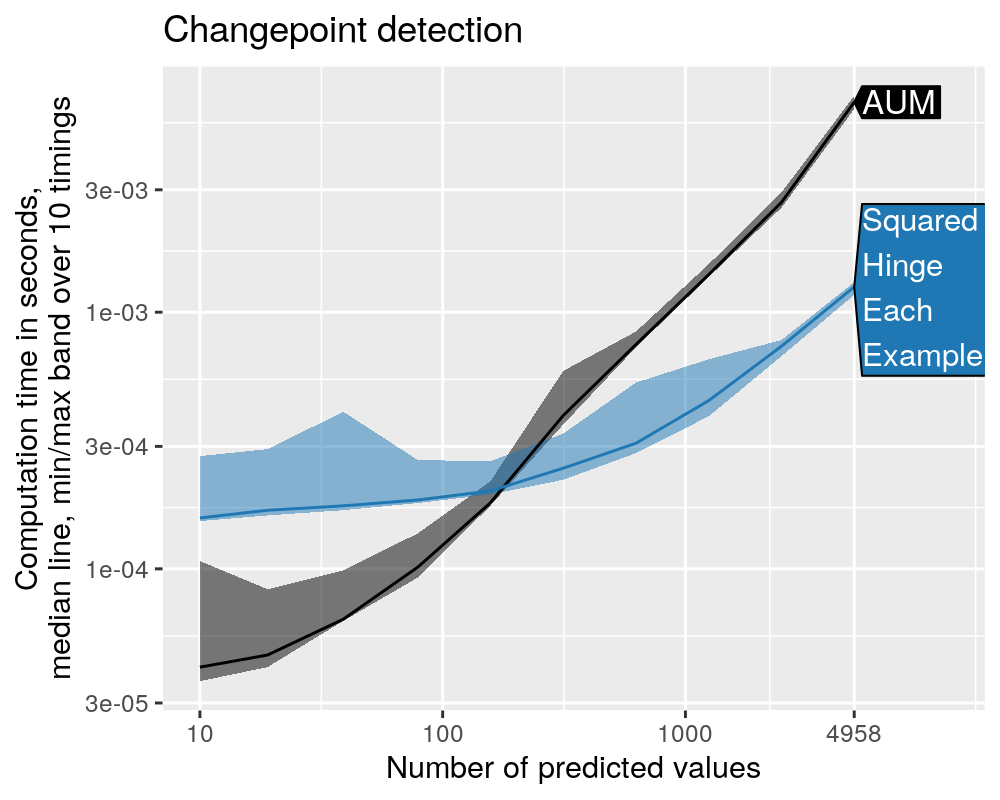 Changepoint detection
Computation time in seconds,
median line, min/max band over 10 timings
3e-03
1e-03
3e-04
1e-04
3e-05
AUM
Squared
Hinge
Each
Example
10
100
1000
4958
Number of predicted values